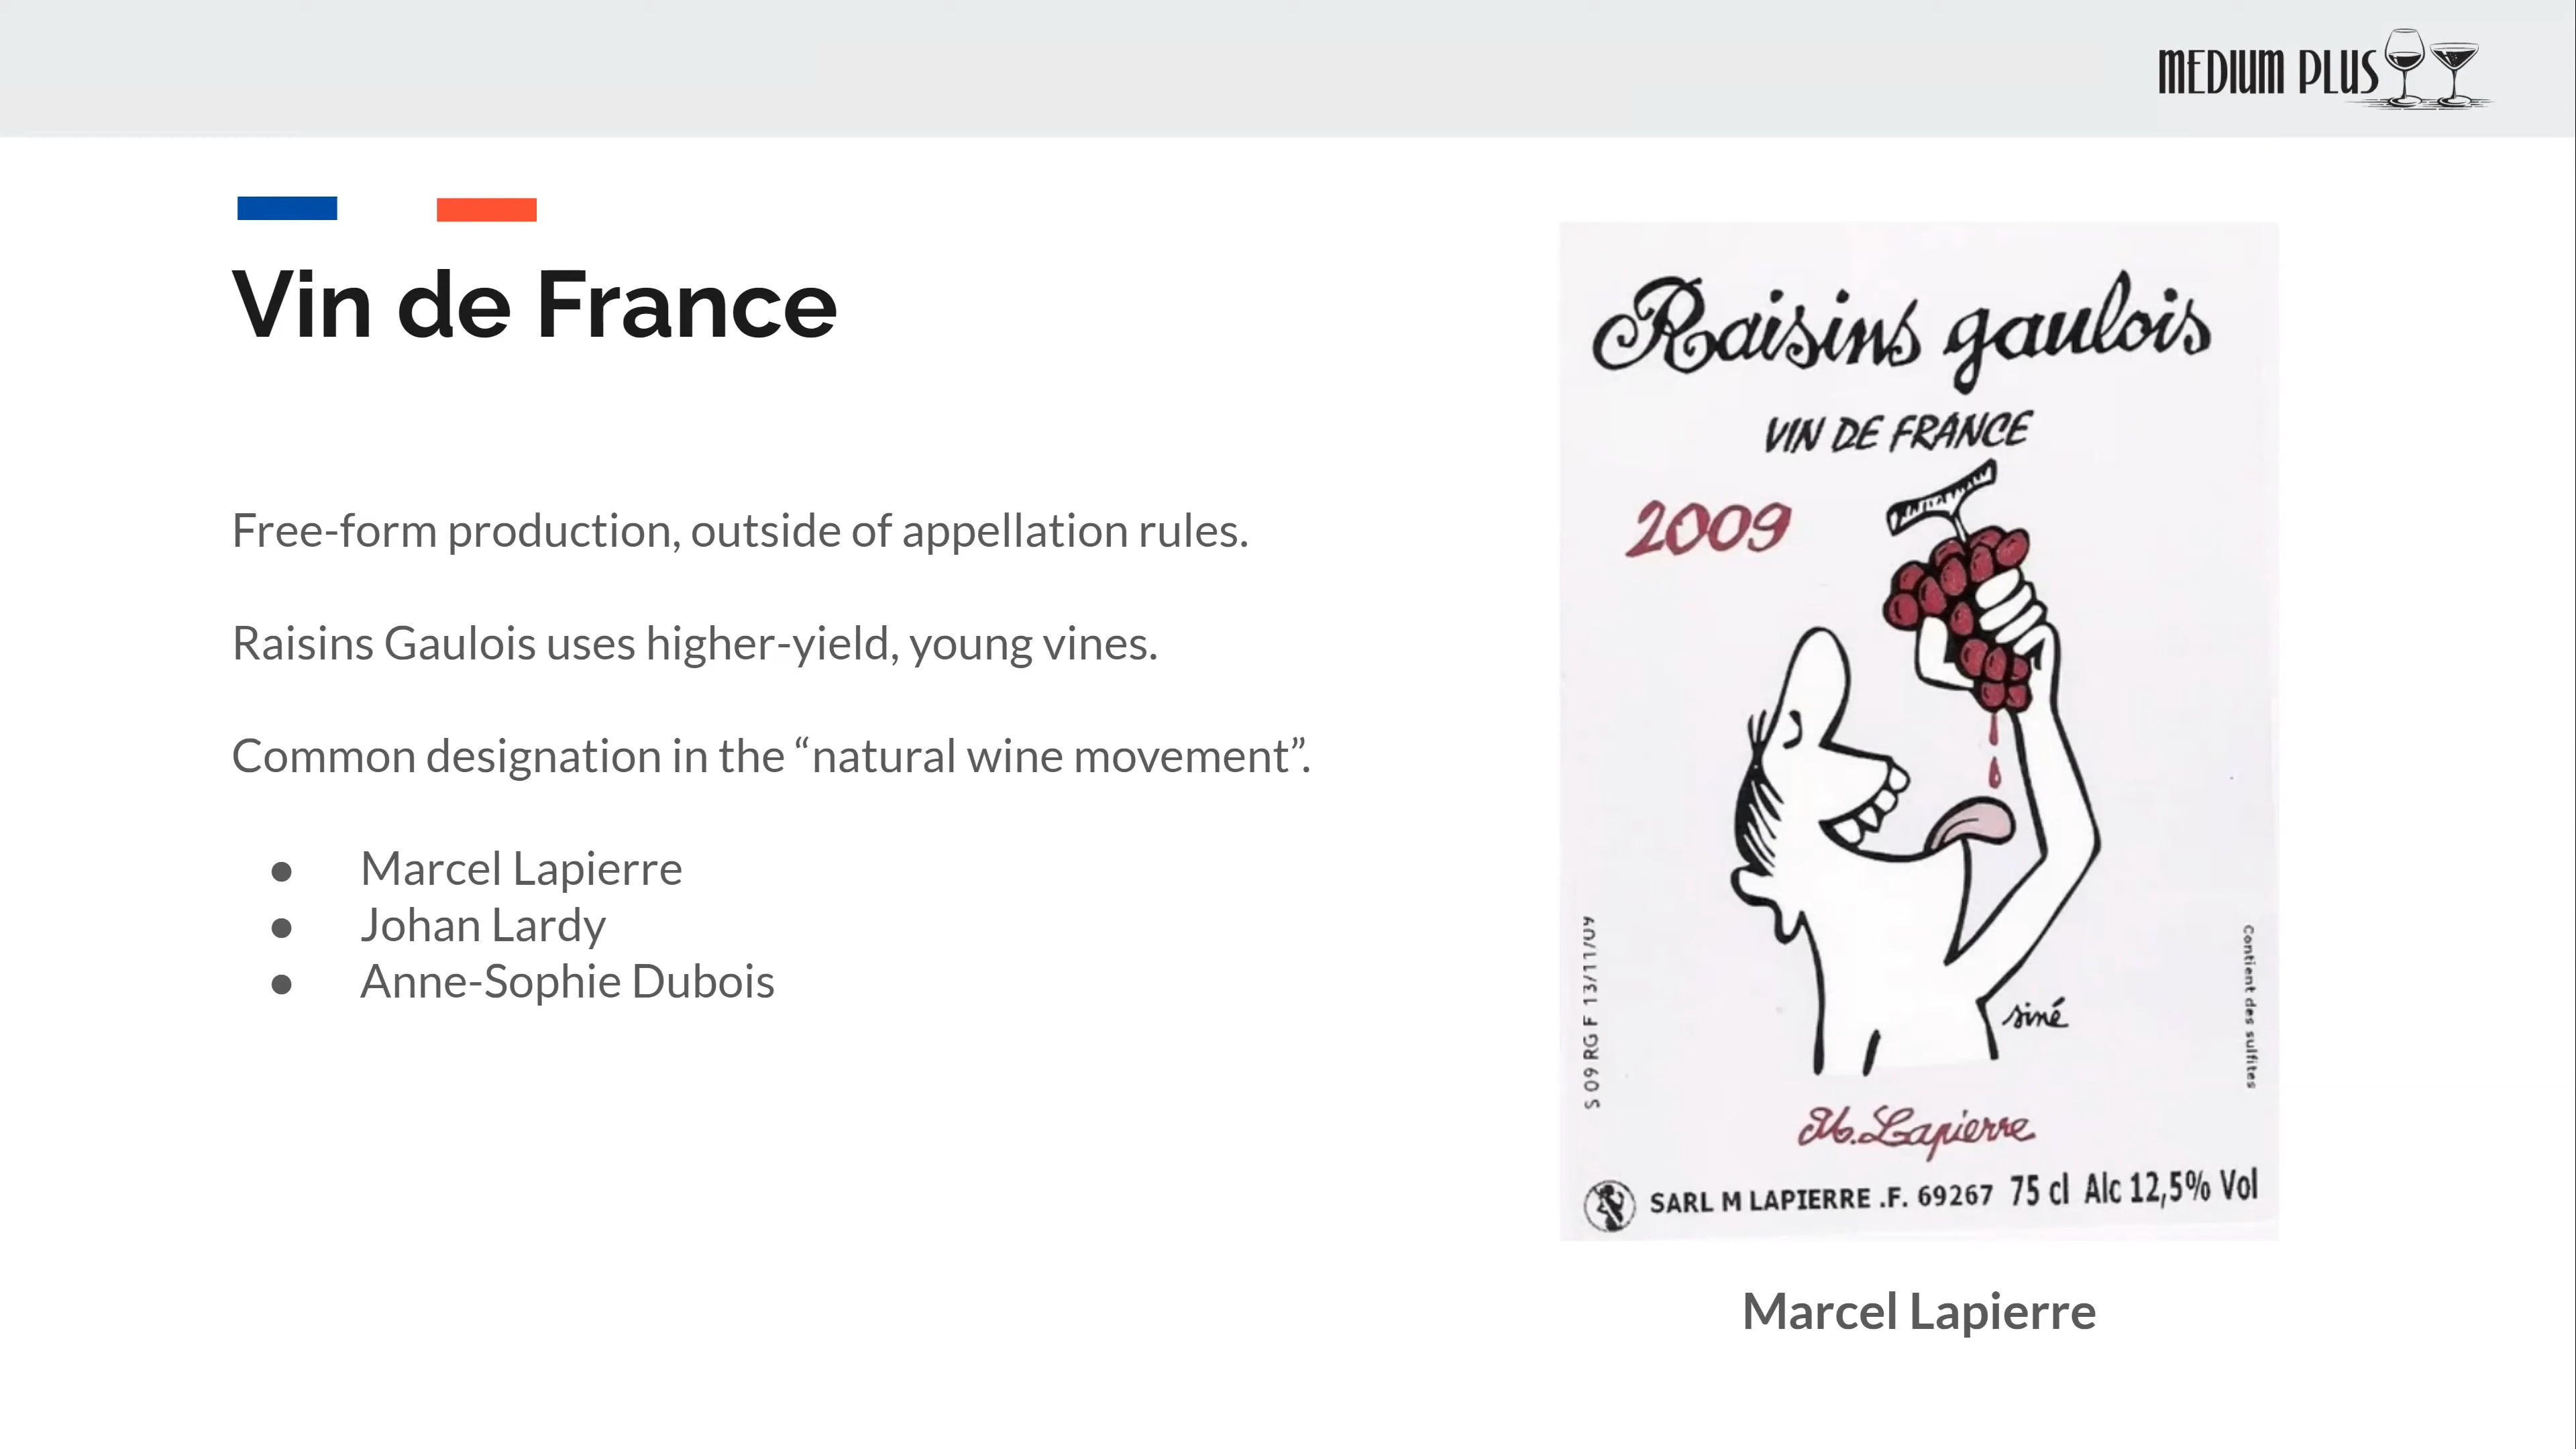 MEDIUM PLUS
Vin de France
Free-form production, outside of appellation rules.
Raisins Gaulois uses higher-yield, young vines.
Common designation in the “natural wine movement”.
● Marcel Lapierre
● Johan Lardy
● Anne-Sophie Dubois
Raisins gaulois
VIN DE FRANCE
2009
S 09 RG F 13/11/09
Contient des sulfites
siné
M. Lapierre
SARL M LAPIERRE .F. 69267 75 cl Alc 12,5% Vol
Marcel Lapierre